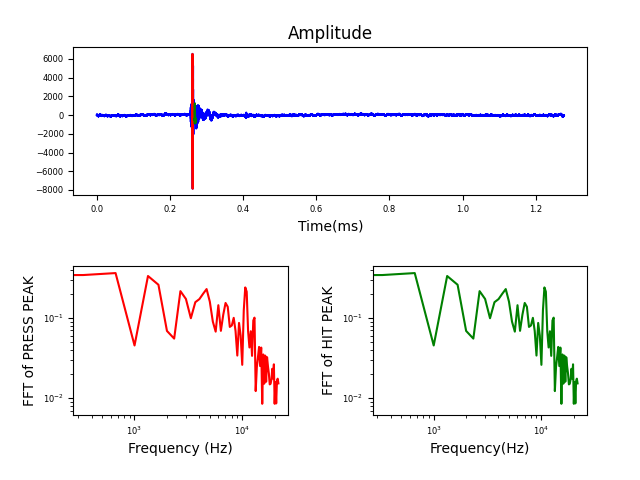 Amplitude
6000
4000
2000
0
−2000
−4000
−6000
−8000
0.0 0.2 0.4 0.6 0.8 1.0 1.2
Time(ms)
FFT of PRESS PEAK
10⁻¹
10⁻²
10³ 10⁴
Frequency (Hz)
FFT of HIT PEAK
10⁻¹
10⁻²
10³ 10⁴
Frequency(Hz)